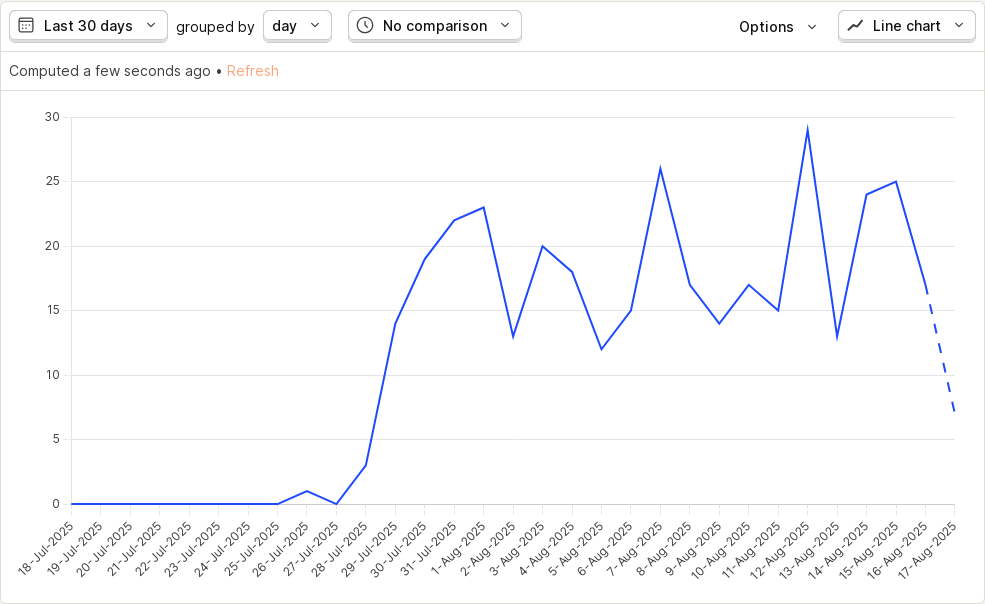 Last 30 days grouped by day No comparison Options Line chart
Computed a few seconds ago • Refresh
30
25
20
15
10
5
0
18-Jul-2025
19-Jul-2025
20-Jul-2025
21-Jul-2025
22-Jul-2025
23-Jul-2025
24-Jul-2025
25-Jul-2025
26-Jul-2025
27-Jul-2025
28-Jul-2025
29-Jul-2025
30-Jul-2025
31-Jul-2025
1-Aug-2025
2-Aug-2025
3-Aug-2025
4-Aug-2025
5-Aug-2025
6-Aug-2025
7-Aug-2025
8-Aug-2025
9-Aug-2025
10-Aug-2025
11-Aug-2025
12-Aug-2025
13-Aug-2025
14-Aug-2025
15-Aug-2025
16-Aug-2025
17-Aug-2025